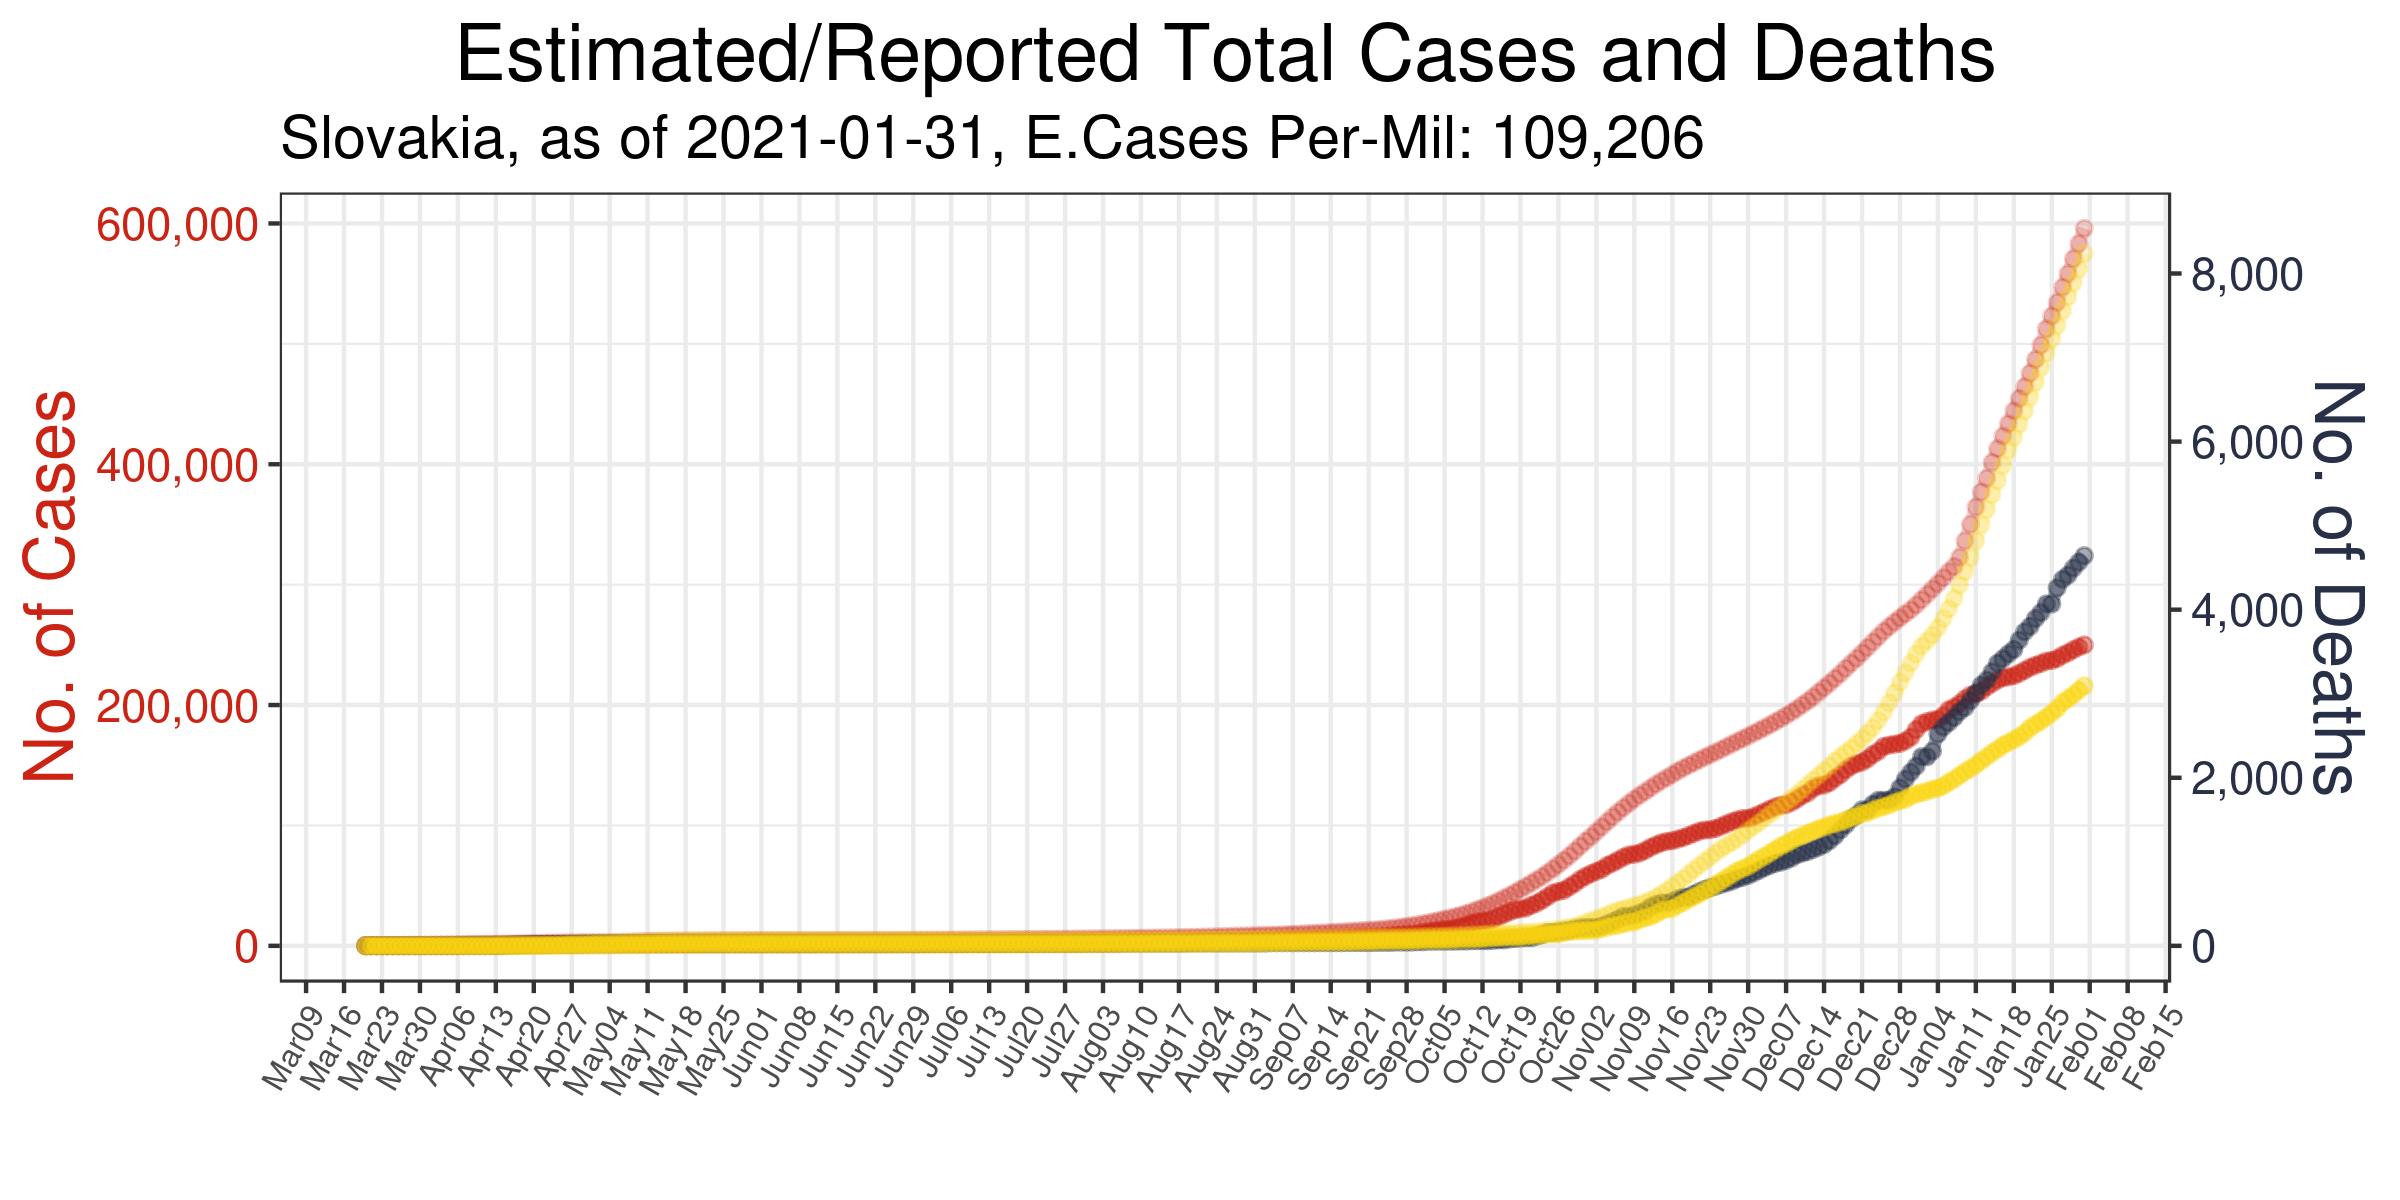 Estimated/Reported Total Cases and Deaths
Slovakia, as of 2021-01-31, E.Cases Per-Mil: 109,206
No. of Cases
600,000
400,000
200,000
0
8,000
6,000
4,000
2,000
0
No. of Deaths
Mar09
Mar16
Mar23
Mar30
Apr06
Apr13
Apr20
Apr27
May04
May11
May18
May25
Jun01
Jun08
Jun15
Jun22
Jun29
Jul06
Jul13
Jul20
Jul27
Aug03
Aug10
Aug17
Aug24
Aug31
Sep07
Sep14
Sep21
Sep28
Oct05
Oct12
Oct19
Oct26
Nov02
Nov09
Nov16
Nov23
Nov30
Dec07
Dec14
Dec21
Dec28
Jan04
Jan11
Jan18
Jan25
Feb01
Feb08
Feb15